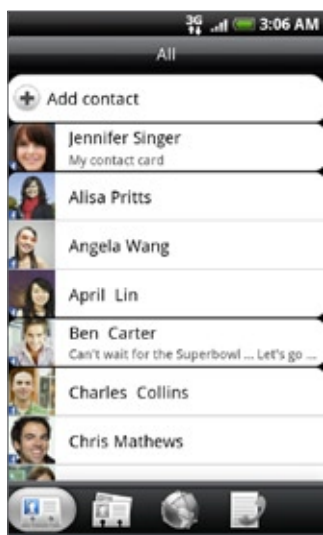 3G 3:06 AM
All
Add contact
Jennifer Singer
My contact card
Alisa Pritts
Angela Wang
April Lin
Ben Carter
Can't wait for the Superbowl ... Let's go ...
Charles Collins
Chris Mathews